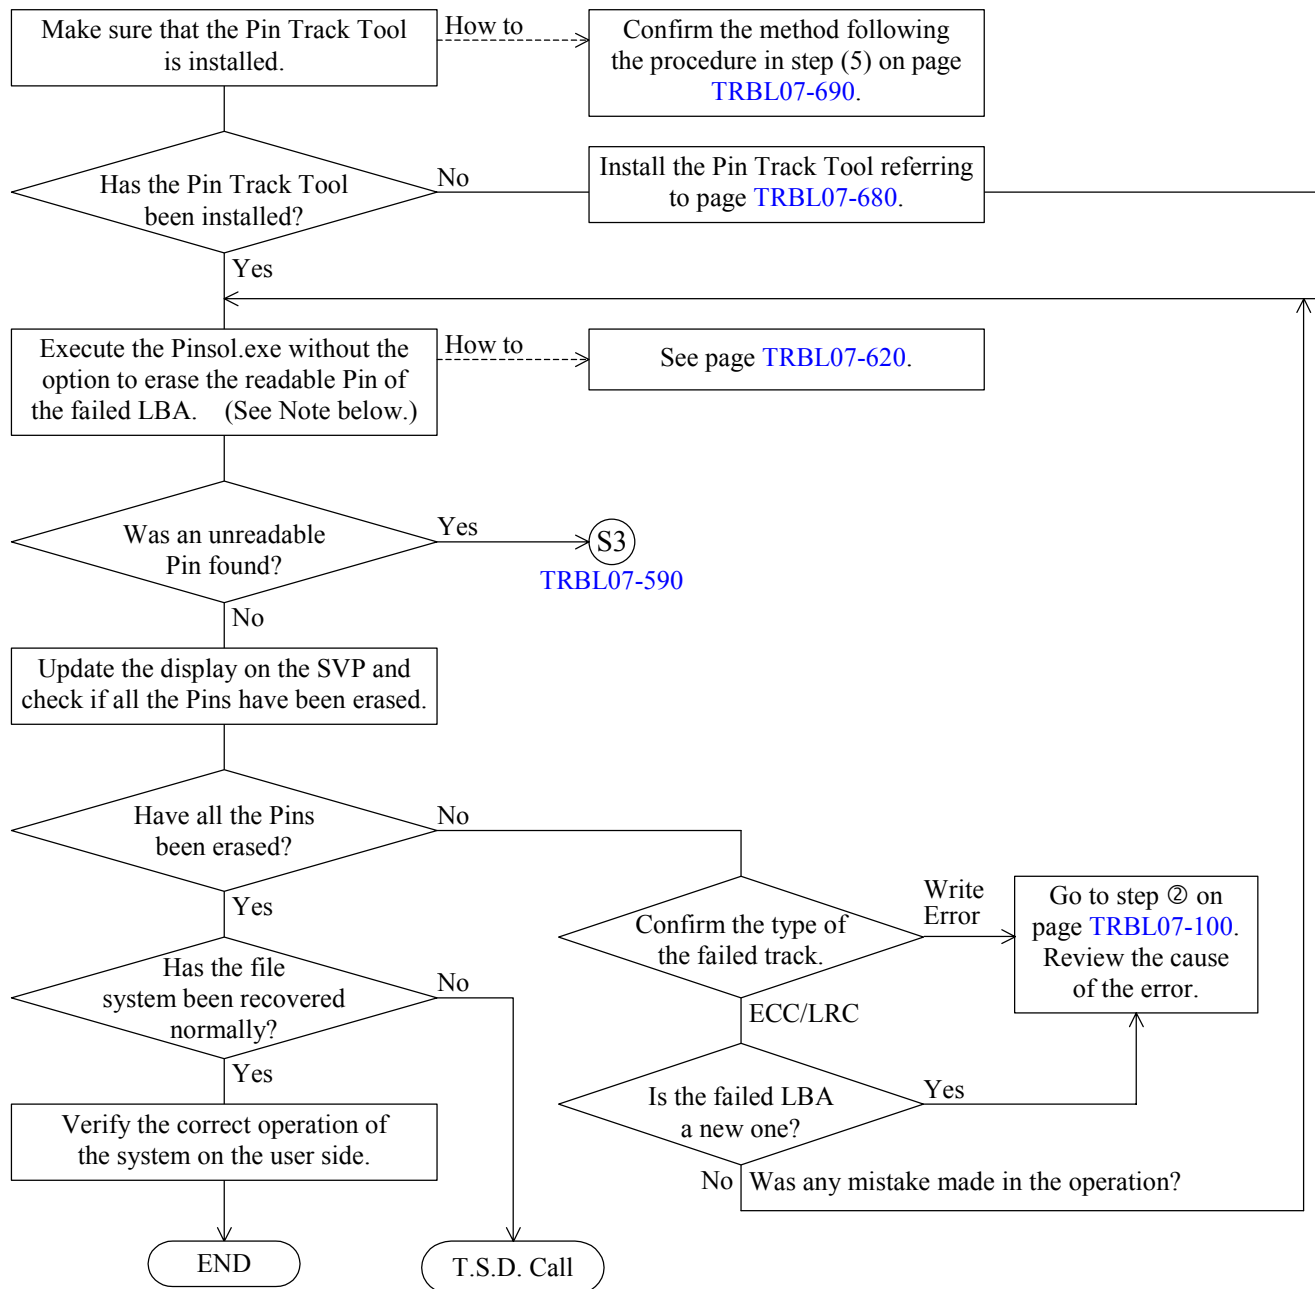 Make sure that the Pin Track Tool
is installed.
How to
Confirm the method following
the procedure in step (5) on page
TRBL07-690.
Has the Pin Track Tool
been installed?
No
Install the Pin Track Tool referring
to page TRBL07-680.
Yes
Execute the Pinsol.exe without the
option to erase the readable Pin of
the failed LBA. (See Note below.)
How to
See page TRBL07-620.
Was an unreadable
Pin found?
Yes
S3
TRBL07-590
No
Update the display on the SVP and
check if all the Pins have been erased.
Have all the Pins
been erased?
No
Yes
Confirm the type of
the failed track.
Write
Error
Go to step ② on
page TRBL07-100.
Review the cause
of the error.
Has the file
system been recovered
normally?
No
ECC/LRC
Yes
Is the failed LBA
a new one?
Yes
Verify the correct operation of
the system on the user side.
No Was any mistake made in the operation?
END
T.S.D. Call